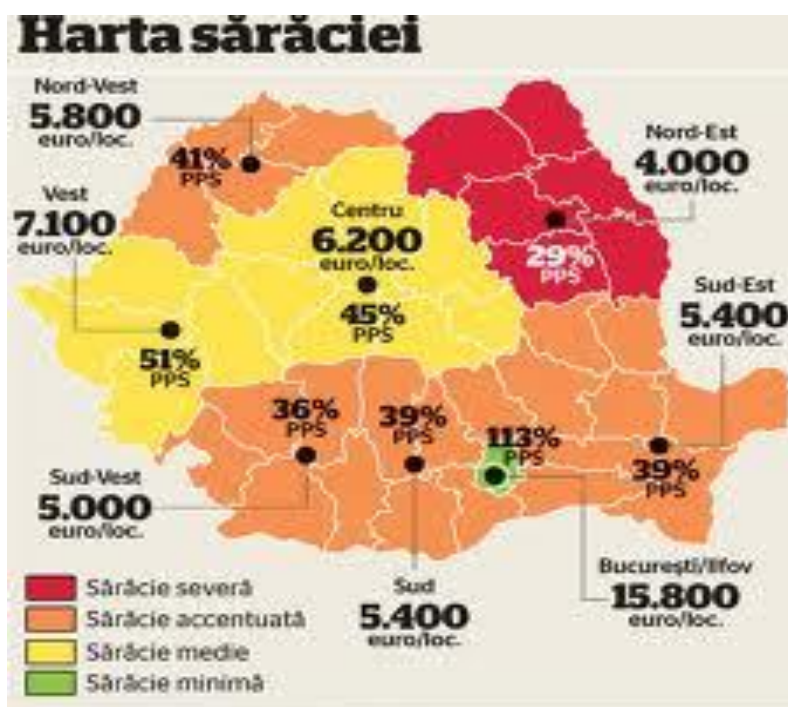 Harta sărăciei
Nord-Vest
5.800
euro/loc.
41%
PPS
Vest
7.100
euro/loc.
51%
PPS
Centru
6.200
euro/loc.
45%
PPS
Nord-Est
4.000
euro/loc.
29%
PPS
Sud-Est
5.400
euro/loc.
39%
PPS
36%
PPS
Sud-Vest
5.000
euro/loc.
39%
PPS
Sud
5.400
euro/loc.
113%
PPS
Bucureşti/Ilfov
15.800
euro/loc.
Sărăcie severă
Sărăcie accentuată
Sărăcie medie
Sărăcie minimă